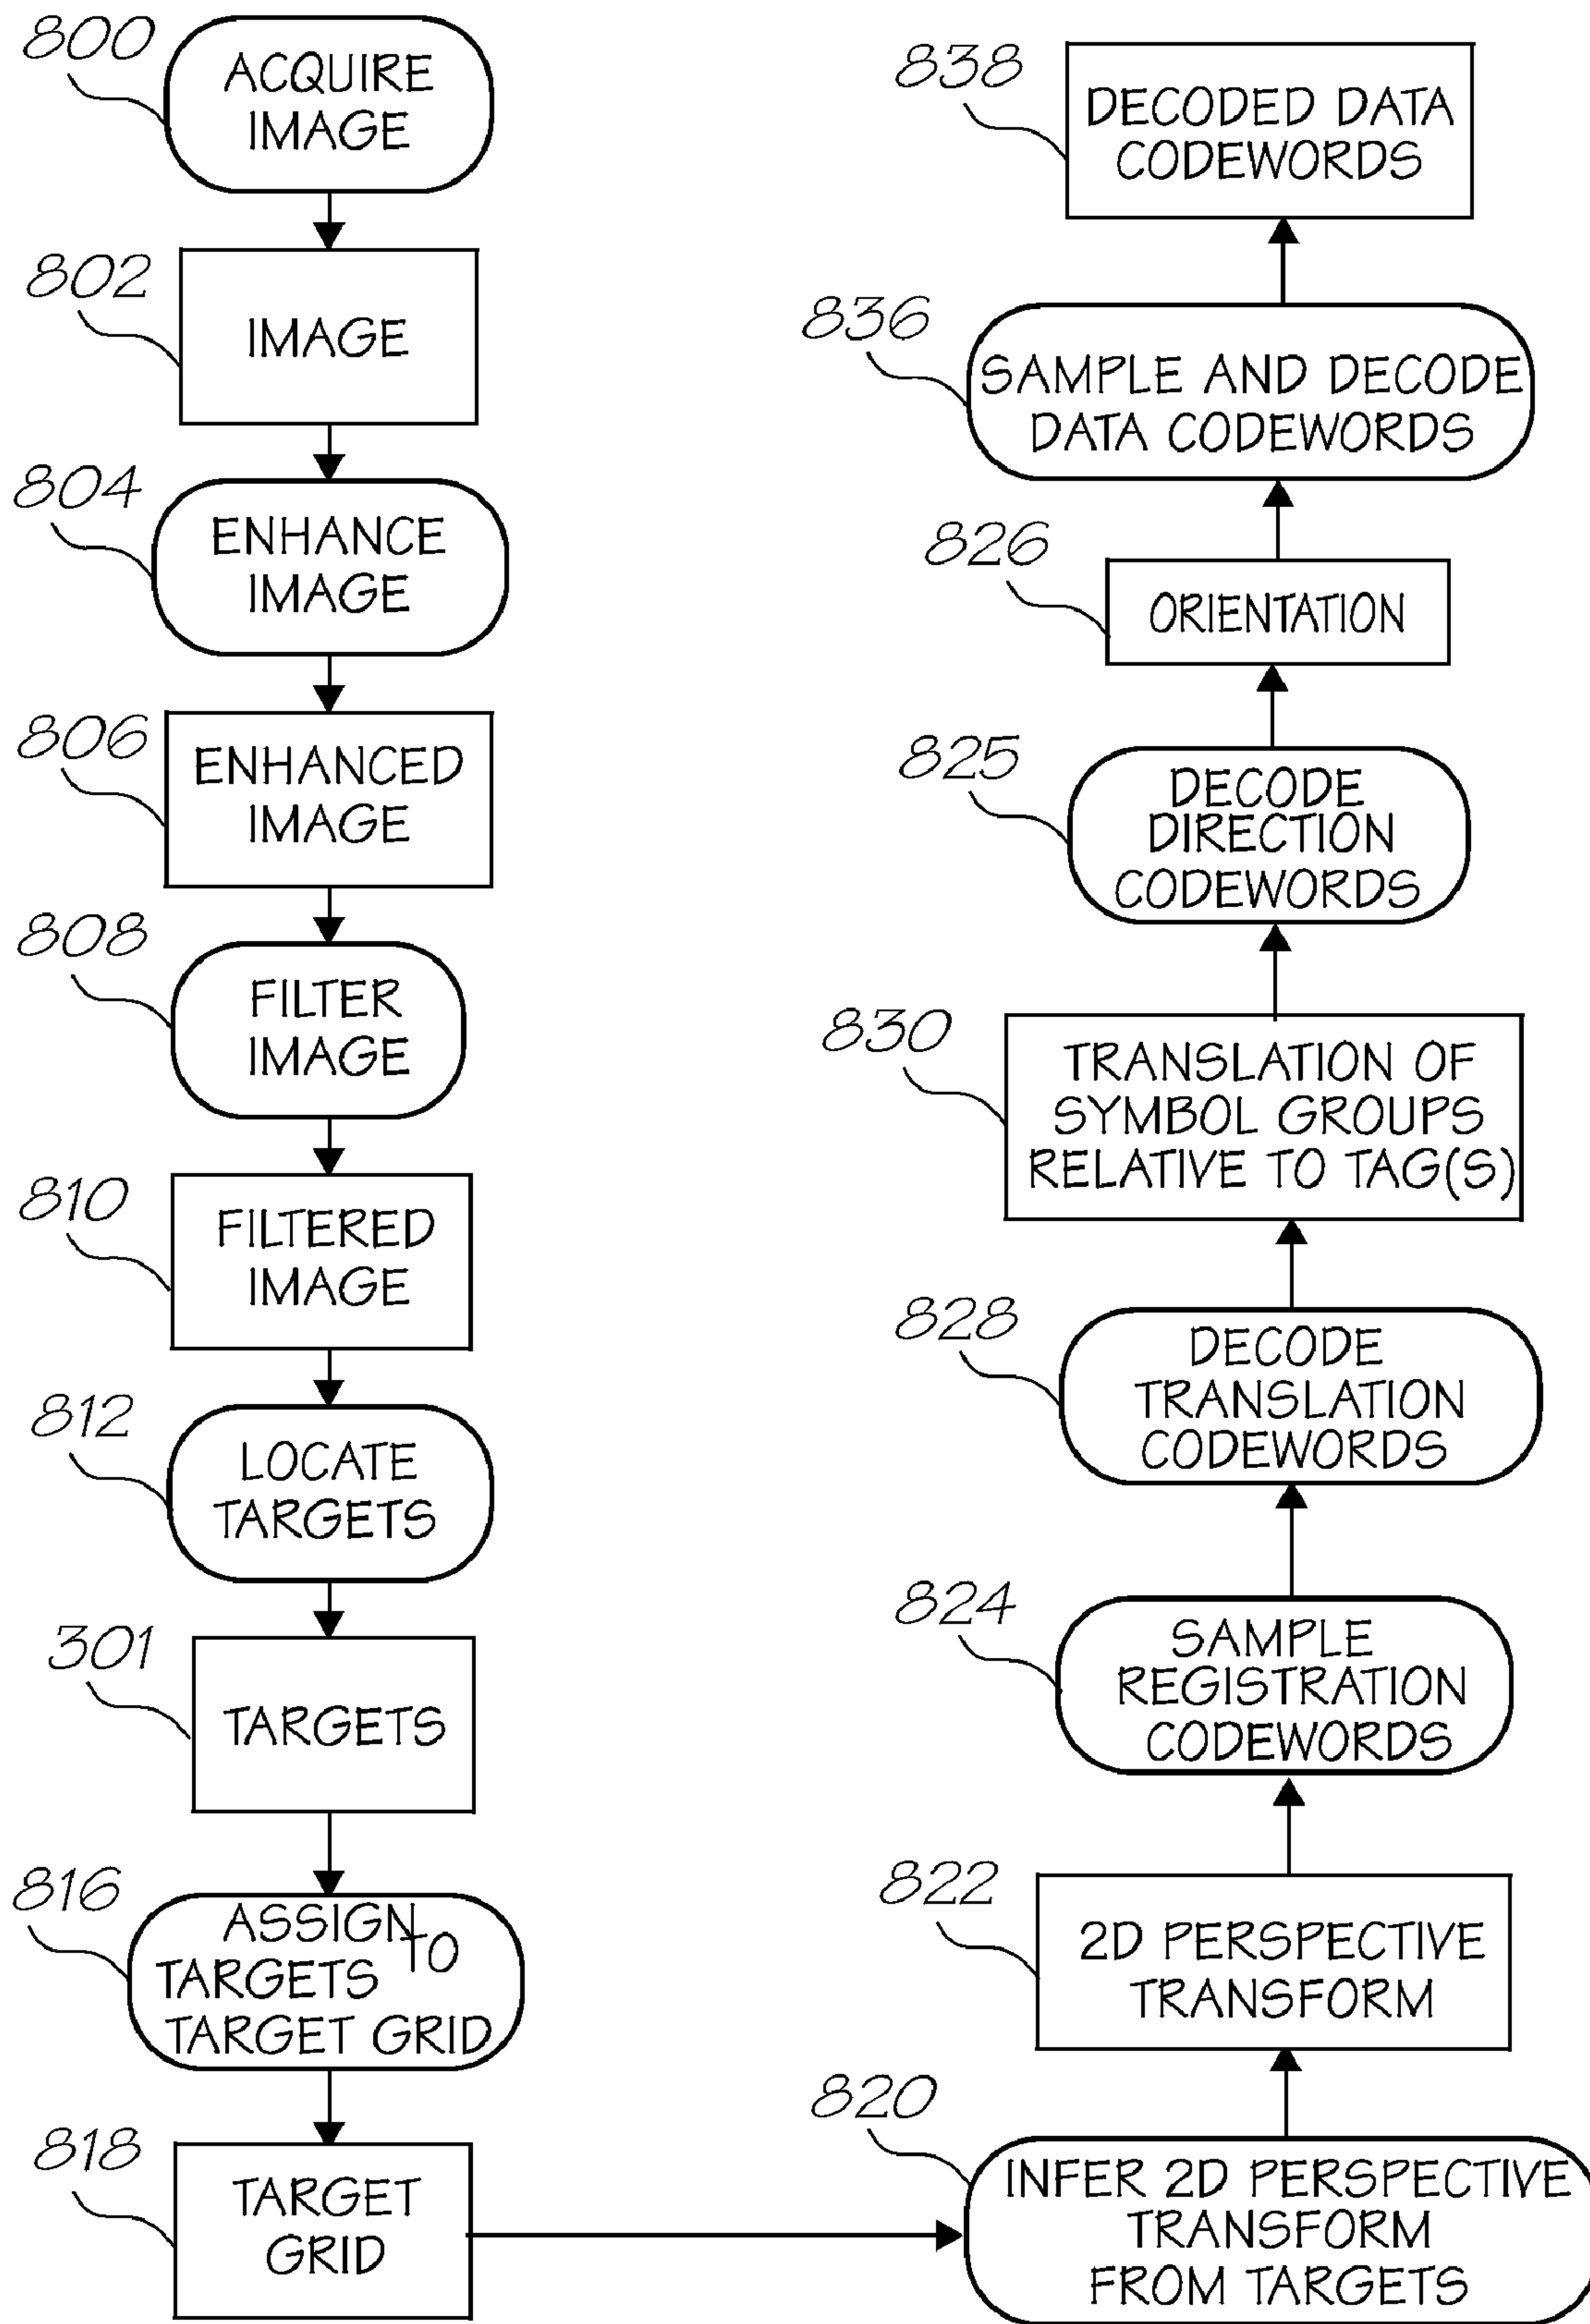 800
ACQUIRE
IMAGE
802
IMAGE
804
ENHANCE
IMAGE
806
ENHANCED
IMAGE
808
FILTER
IMAGE
810
FILTERED
IMAGE
812
LOCATE
TARGETS
301
TARGETS
816
ASSIGN TO
TARGETS
TARGET GRID
818
TARGET
GRID
820
INFER 2D PERSPECTIVE
TRANSFORM
FROM TARGETS
822
2D PERSPECTIVE
TRANSFORM
824
SAMPLE
REGISTRATION
CODEWORDS
828
DECODE
TRANSLATION
CODEWORDS
830
TRANSLATION OF
SYMBOL GROUPS
RELATIVE TO TAG(S)
825
DECODE
DIRECTION
CODEWORDS
826
ORIENTATION
836
SAMPLE AND DECODE
DATA CODEWORDS
838
DECODED DATA
CODEWORDS